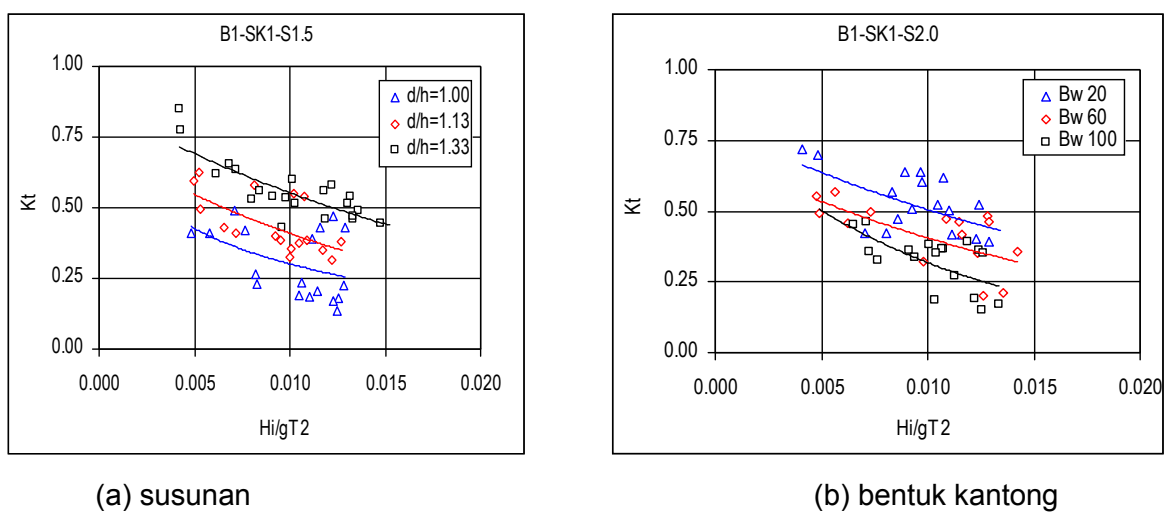 B1-SK1-S1.5
1.00
0.75
0.50
0.25
0.00
Kt
d/h=1.00
d/h=1.13
d/h=1.33
0.000 0.005 0.010 0.015 0.020
Hi/gT2
(a) susunan
B1-SK1-S2.0
1.00
0.75
0.50
0.25
0.00
Kt
Bw 20
Bw 60
Bw 100
0.000 0.005 0.010 0.015 0.020
Hi/gT2
(b) bentuk kantong